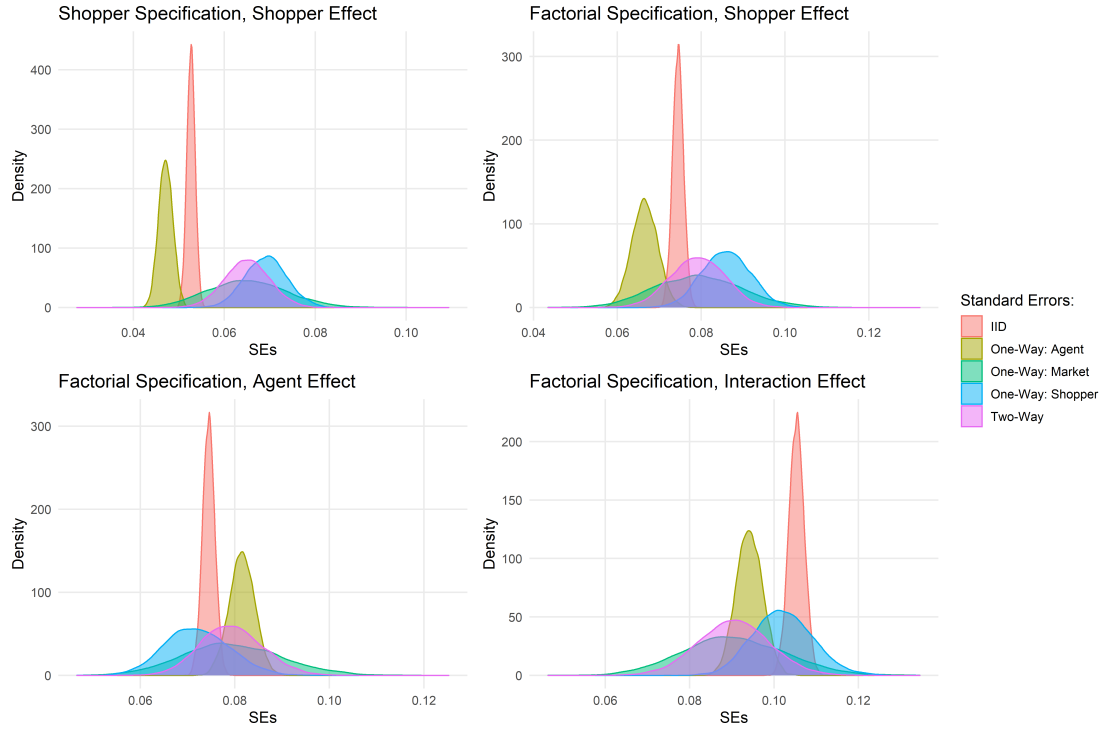 Shopper Specification, Shopper Effect
Density
400
300
200
100
0
0.04 0.06 0.08 0.10
SEs
Factorial Specification, Shopper Effect
Density
300
200
100
0
0.04 0.06 0.08 0.10 0.12
SEs
Factorial Specification, Agent Effect
Density
300
200
100
0
0.06 0.08 0.10 0.12
SEs
Factorial Specification, Interaction Effect
Density
200
150
100
50
0
0.06 0.08 0.10 0.12
SEs
Standard Errors:
IID
One-Way: Agent
One-Way: Market
One-Way: Shopper
Two-Way